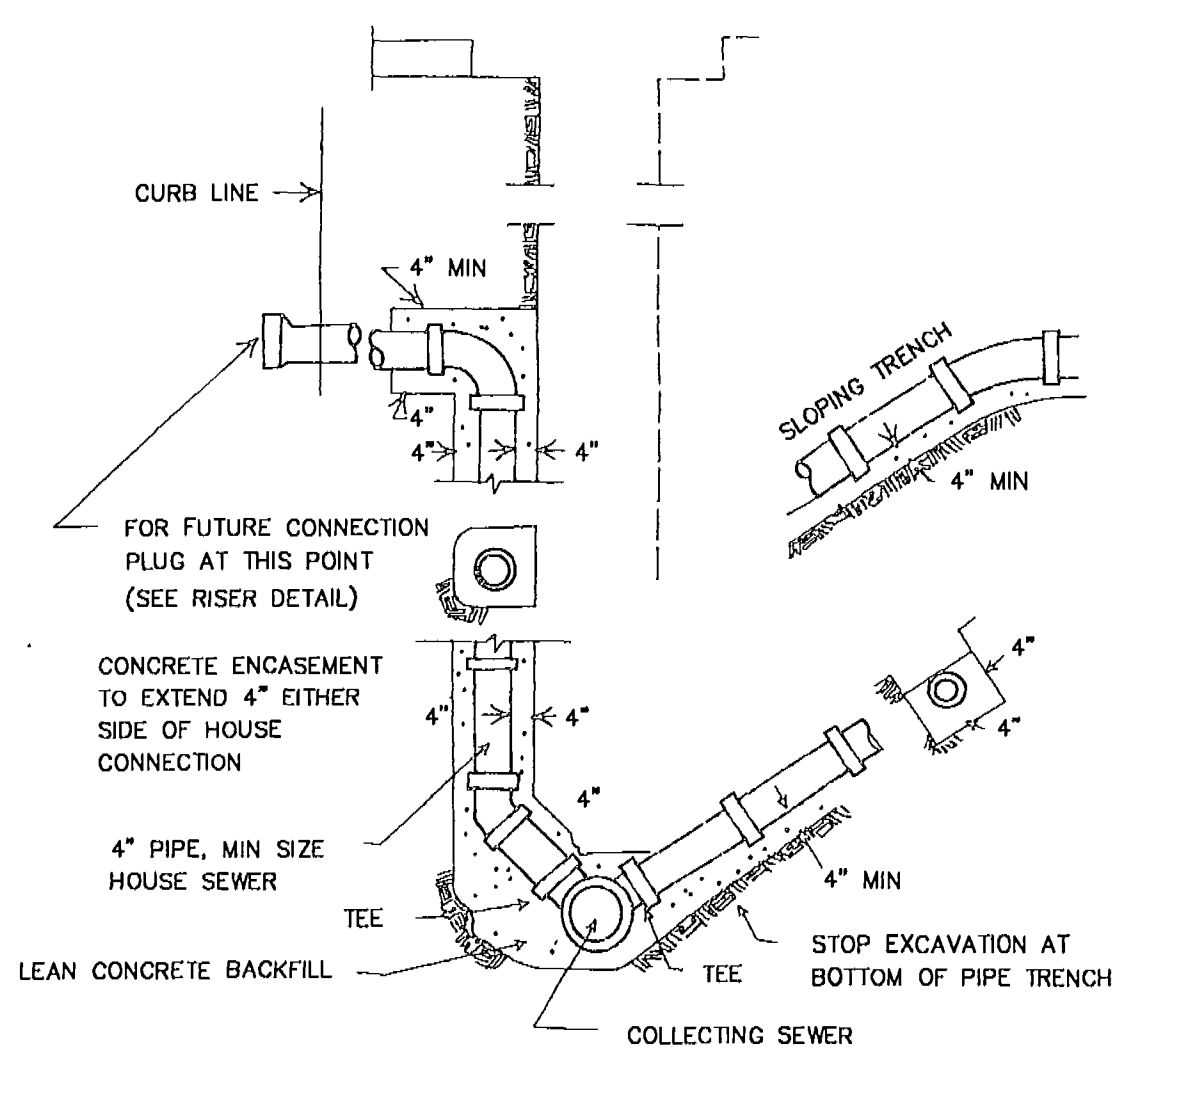 CURB LINE
4" MIN
SLOPING TRENCH
4"
4"
4"
4" MIN
FOR FUTURE CONNECTION
PLUG AT THIS POINT
(SEE RISER DETAIL)
4"
CONCRETE ENCASEMENT
TO EXTEND 4" EITHER
SIDE OF HOUSE
CONNECTION
4"
4"
4"
4"
4" PIPE, MIN SIZE
HOUSE SEWER
4" MIN
TEE
STOP EXCAVATION AT
BOTTOM OF PIPE TRENCH
LEAN CONCRETE BACKFILL
TEE
COLLECTING SEWER